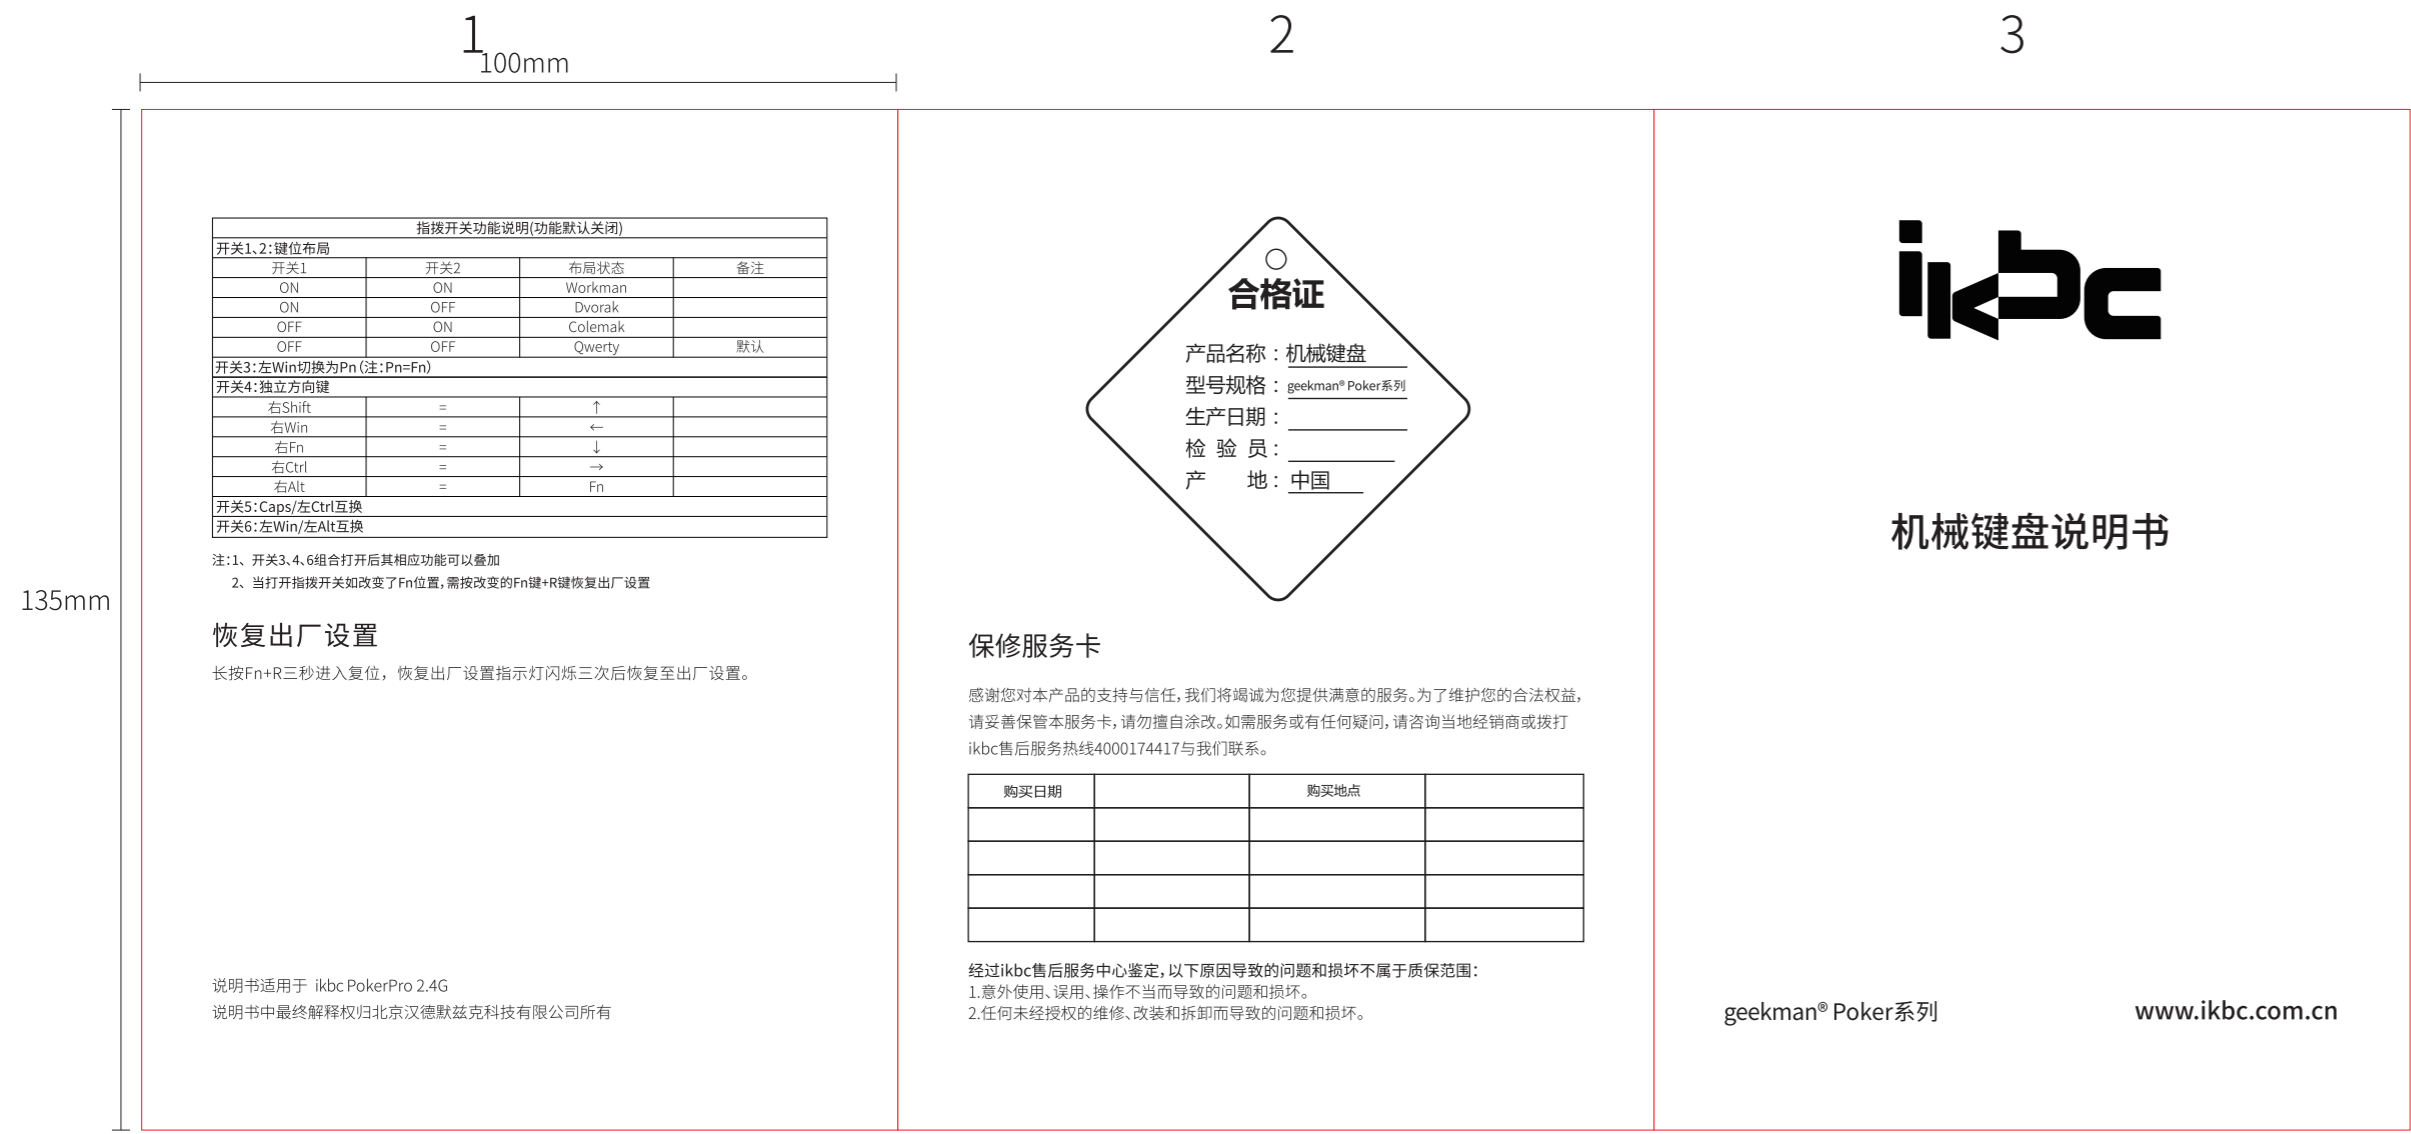 1
2
3
100mm
135mm
指拨开关功能说明(功能默认关闭)
开关1、2：键位布局
开关1 开关2 布局状态 备注
ON ON Workman
ON OFF Dvorak
OFF ON Colemak
OFF OFF Qwerty 默认
开关3：左Win切换为Pn（注：Pn=Fn）
开关4：独立方向键
右Shift = ↑
右Win = ←
右Fn = ↓
右Ctrl = →
右Alt = Fn
开关5：Caps/左Ctrl互换
开关6：左Win/左Alt互换
注：1、开关3、4、6组合打开后其相应功能可以叠加
2、当打开指拨开关如改变了Fn位置，需按改变的Fn键+R键恢复出厂设置
恢复出厂设置
长按Fn+R三秒进入复位，恢复出厂设置指示灯闪烁三次后恢复至出厂设置。
说明书适用于 ikbc PokerPro 2.4G
说明书中最终解释权归北京汉德默兹克科技有限公司所有
合格证
产品名称：机械键盘
型号规格：geekman® Poker系列
生产日期：
检 验 员：
产 地：中国
保修服务卡
感谢您对本产品的支持与信任，我们将竭诚为您提供满意的服务。为了维护您的合法权益，
请妥善保管本服务卡，请勿擅自涂改。如需服务或有任何疑问，请咨询当地经销商或拨打
ikbc售后服务热线4000174417与我们联系。
购买日期 购买地点
经过ikbc售后服务中心鉴定，以下原因导致的问题和损坏不属于质保范围：
1.意外使用、误用、操作不当而导致的问题和损坏。
2.任何未经授权的维修、改装和拆卸而导致的问题和损坏。
ikbc
机械键盘说明书
geekman® Poker系列
www.ikbc.com.cn